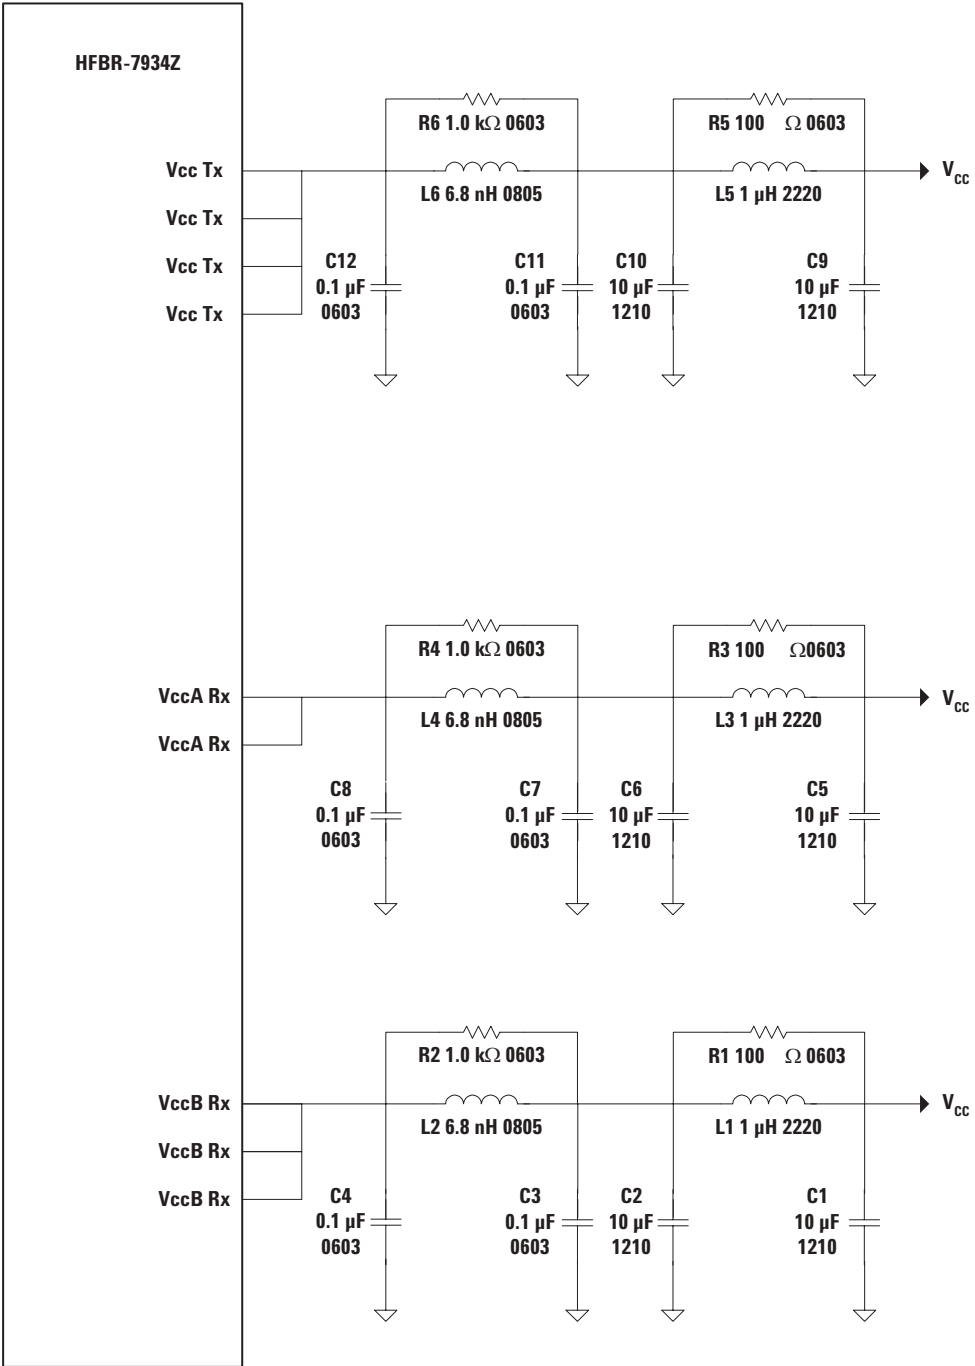 HFBR-7934Z
R6 1.0 kΩ 0603
R5 100 Ω 0603
Vcc Tx
V_CC
L6 6.8 nH 0805
L5 1 µH 2220
Vcc Tx
Vcc Tx
Vcc Tx
C12
0.1 µF
0603
C11
0.1 µF
0603
C10
10 µF
1210
C9
10 µF
1210
R4 1.0 kΩ 0603
R3 100 Ω0603
VccA Rx
V_CC
L4 6.8 nH 0805
L3 1 µH 2220
VccA Rx
C8
0.1 µF
0603
C7
0.1 µF
0603
C6
10 µF
1210
C5
10 µF
1210
R2 1.0 kΩ 0603
R1 100 Ω 0603
VccB Rx
V_CC
L2 6.8 nH 0805
L1 1 µH 2220
VccB Rx
VccB Rx
C4
0.1 µF
0603
C3
0.1 µF
0603
C2
10 µF
1210
C1
10 µF
1210